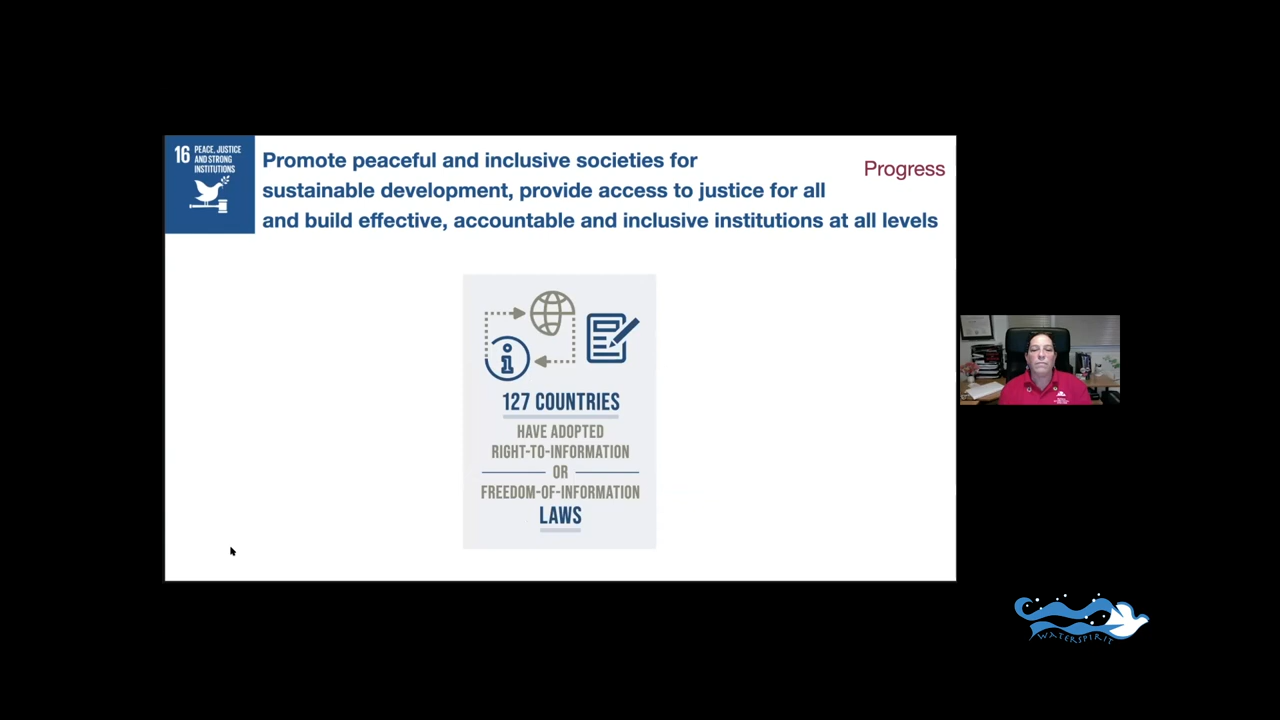 16 PEACE, JUSTICE
AND STRONG
INSTITUTIONS
Promote peaceful and inclusive societies for
sustainable development, provide access to justice for all
and build effective, accountable and inclusive institutions at all levels
Progress
127 COUNTRIES
HAVE ADOPTED
RIGHT-TO-INFORMATION
OR
FREEDOM-OF-INFORMATION
LAWS
WATERSPIRIT